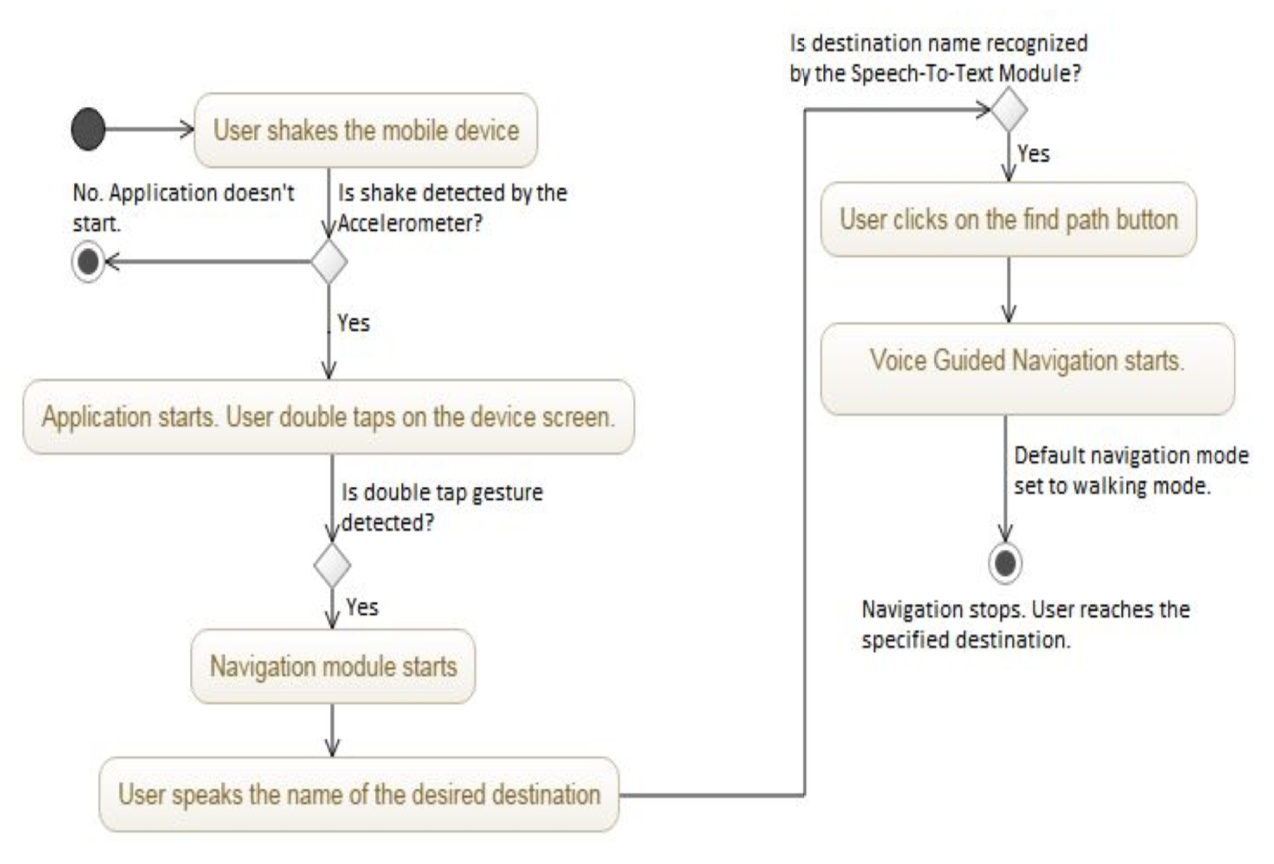 User shakes the mobile device
No. Application doesn't
start.
Is shake detected by the
Accelerometer?
Yes
Application starts. User double taps on the device screen.
Is double tap gesture
detected?
Yes
Navigation module starts
User speaks the name of the desired destination
Is destination name recognized
by the Speech-To-Text Module?
Yes
User clicks on the find path button
Voice Guided Navigation starts.
Default navigation mode
set to walking mode.
Navigation stops. User reaches the
specified destination.